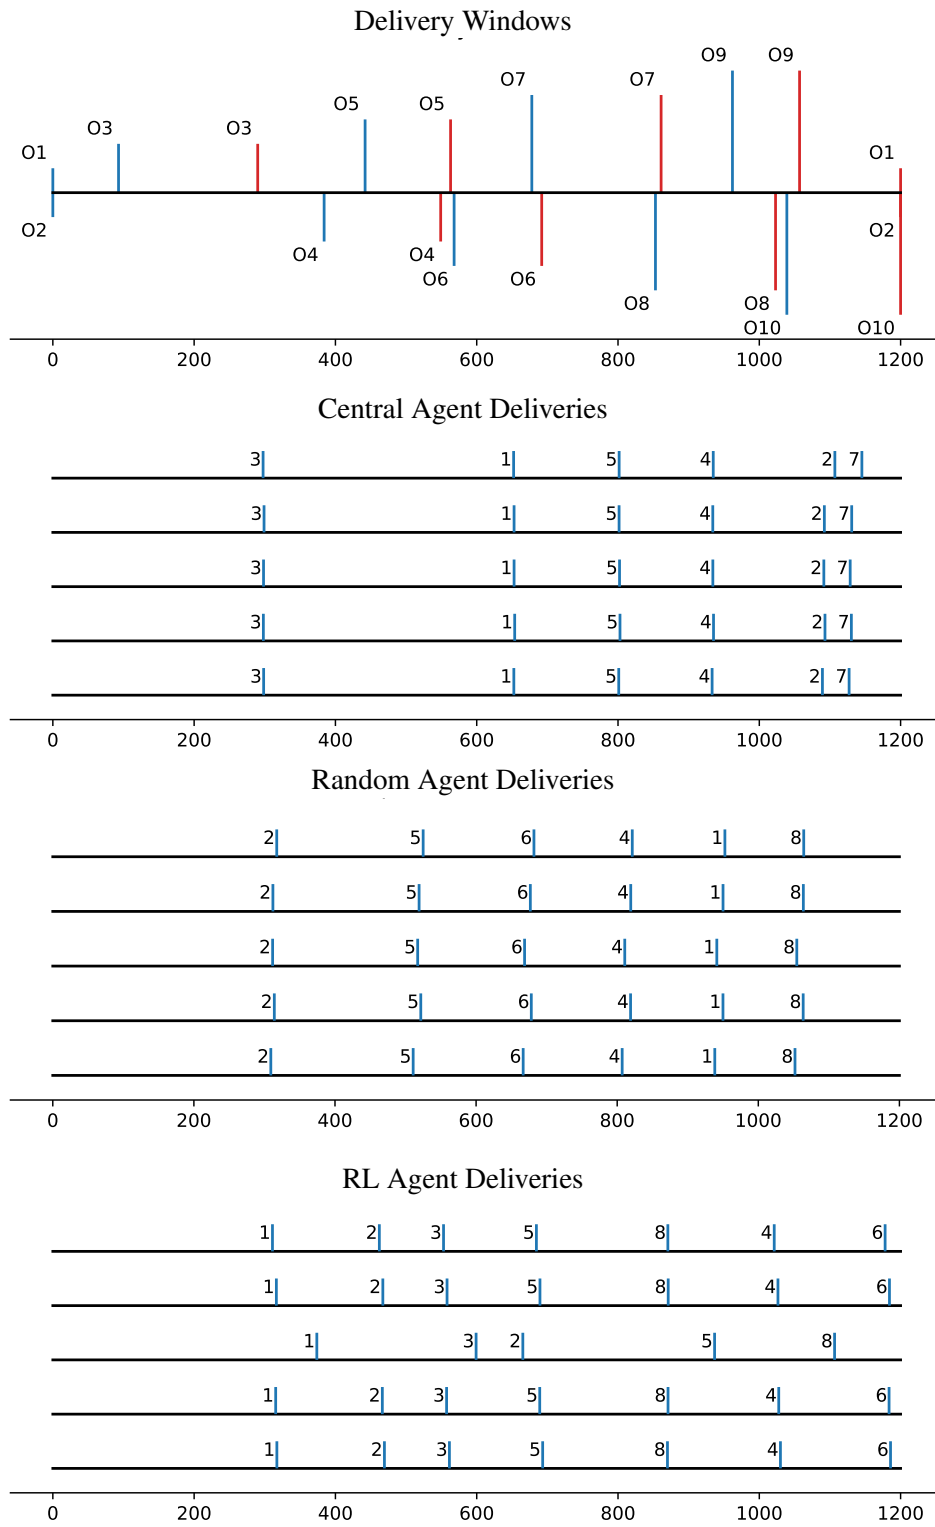 Delivery Windows
O9 O9
O7 O7
O5 O5
O3 O3
O1 O1
O2 O2
O4 O4
O6 O6
O8 O8
O10 O10
0 200 400 600 800 1000 1200
Central Agent Deliveries
3 1 5 4 2 7
3 1 5 4 2 7
3 1 5 4 2 7
3 1 5 4 2 7
3 1 5 4 2 7
0 200 400 600 800 1000 1200
Random Agent Deliveries
2 5 6 4 1 8
2 5 6 4 1 8
2 5 6 4 1 8
2 5 6 4 1 8
2 5 6 4 1 8
0 200 400 600 800 1000 1200
RL Agent Deliveries
1 2 3 5 8 4 6
1 2 3 5 8 4 6
1 3 2 5 8
1 2 3 5 8 4 6
1 2 3 5 8 4 6
0 200 400 600 800 1000 1200